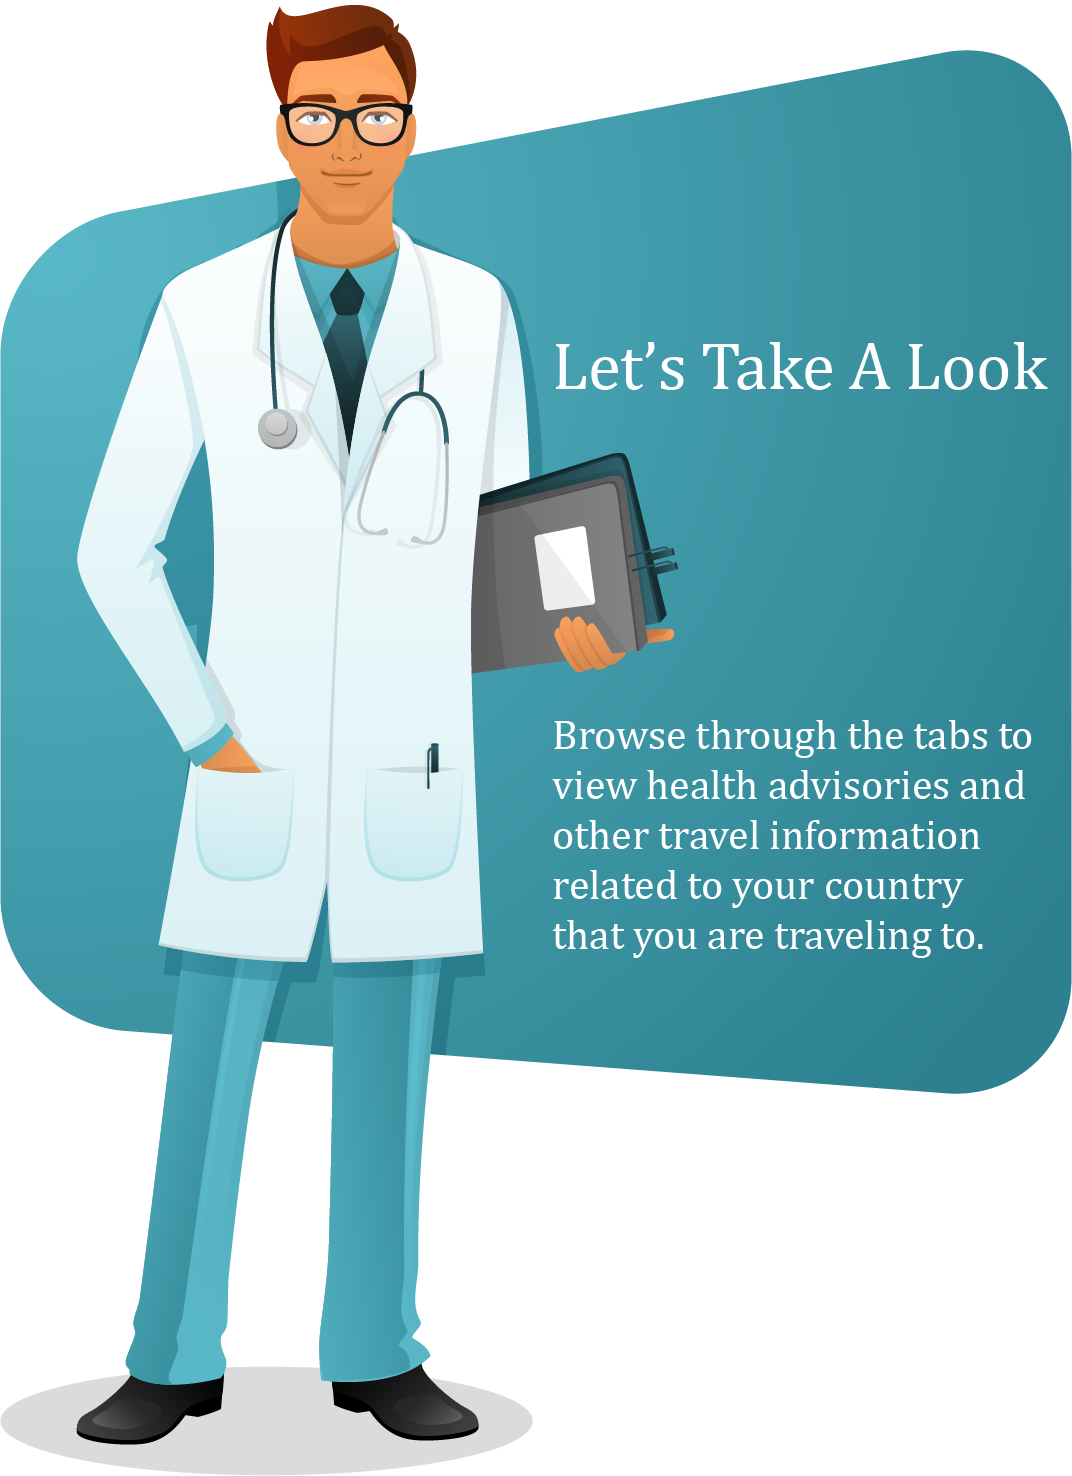 Let’s Take A Look
Browse through the tabs to
view health advisories and
other travel information
related to your country
that you are traveling to.